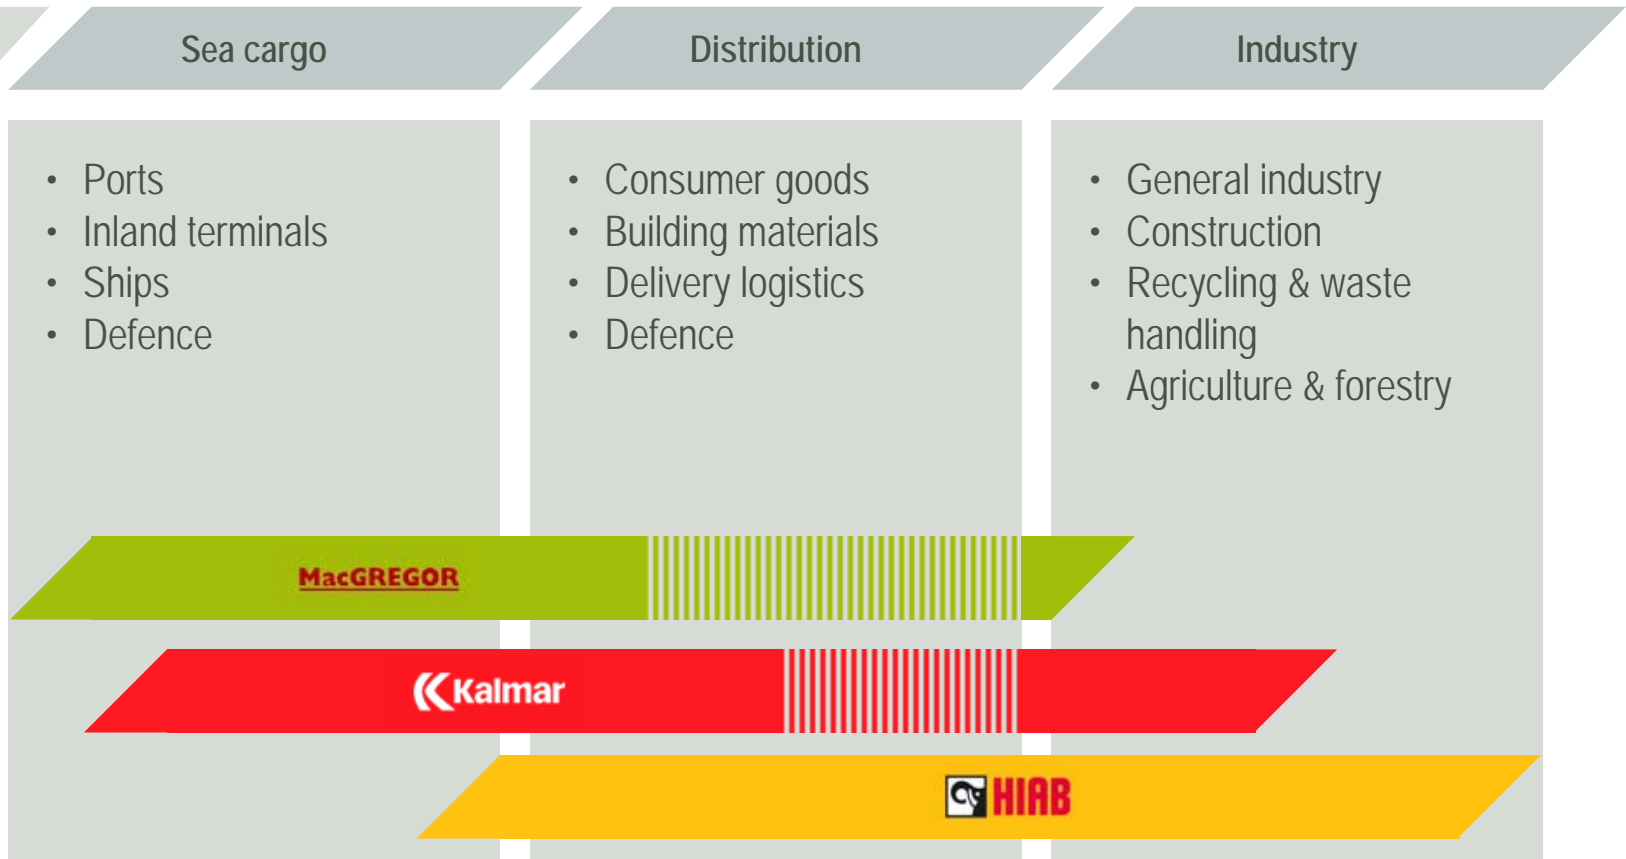 Sea cargo
Distribution
Industry
• Ports
• Inland terminals
• Ships
• Defence
• Consumer goods
• Building materials
• Delivery logistics
• Defence
• General industry
• Construction
• Recycling & waste
handling
• Agriculture & forestry
MacGREGOR
Kalmar
HIAB